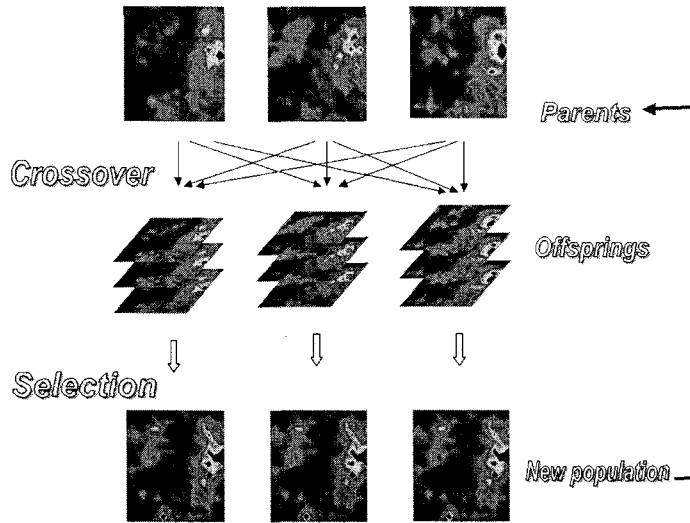 Parents
Crossover
Offsprings
Selection
New population